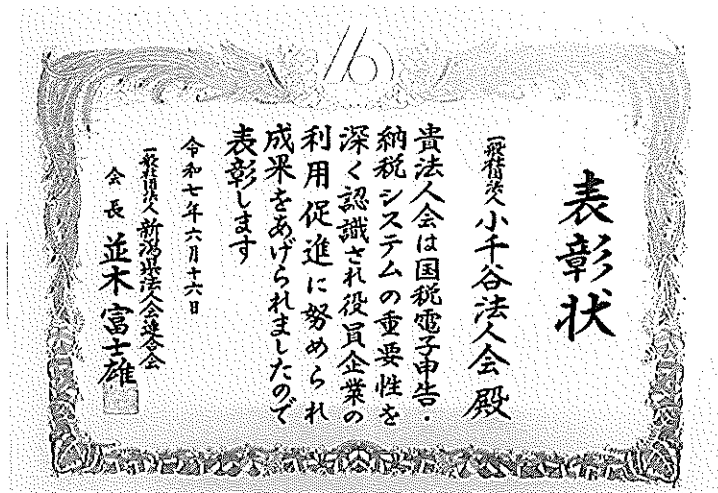 表彰状
一般社団法人 小千谷法人会 殿
貴法人会は国税電子申告・
納税システムの重要性を
深く認識され役員企業の
利用促進に努められ
成果をあげられましたので
表彰します
令和七年六月十六日
一般社団法人 新潟県法人会連合会
会長 並木富士雄